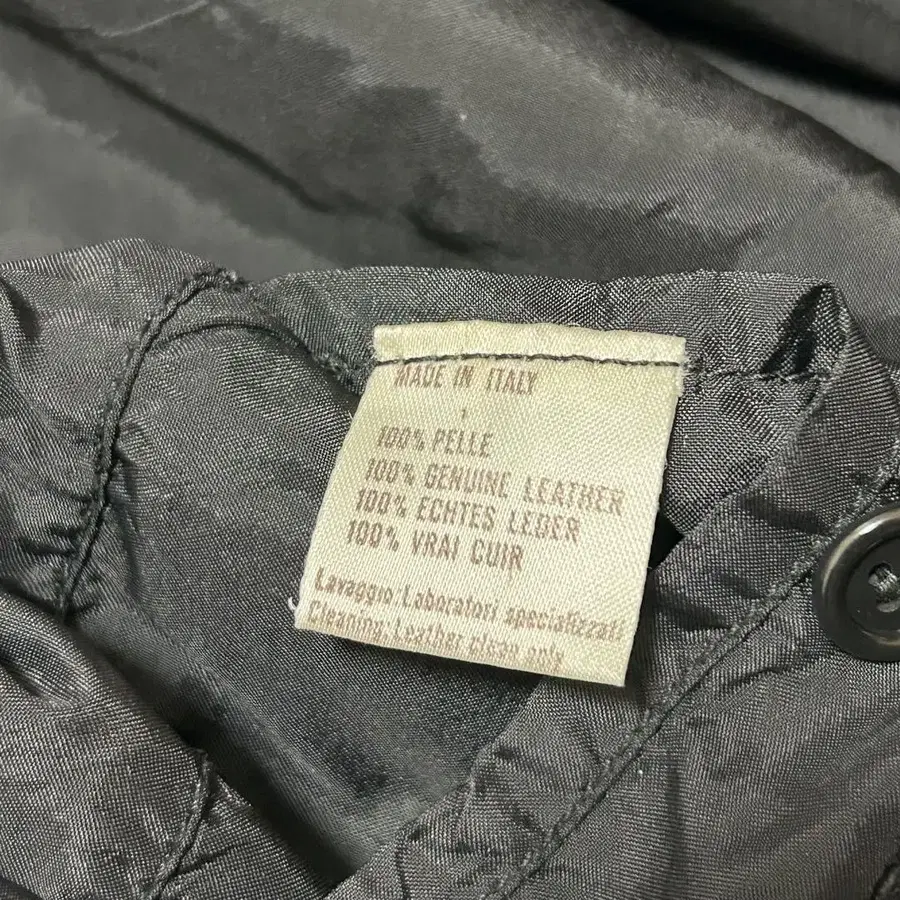 MADE IN ITALY
100% PELLE
100% GENUINE LEATHER
100% ECHTES LEDER
100% VRAI CUIR
Lavaggio: Laboratori specializzati
Cleaning: Leather clean only